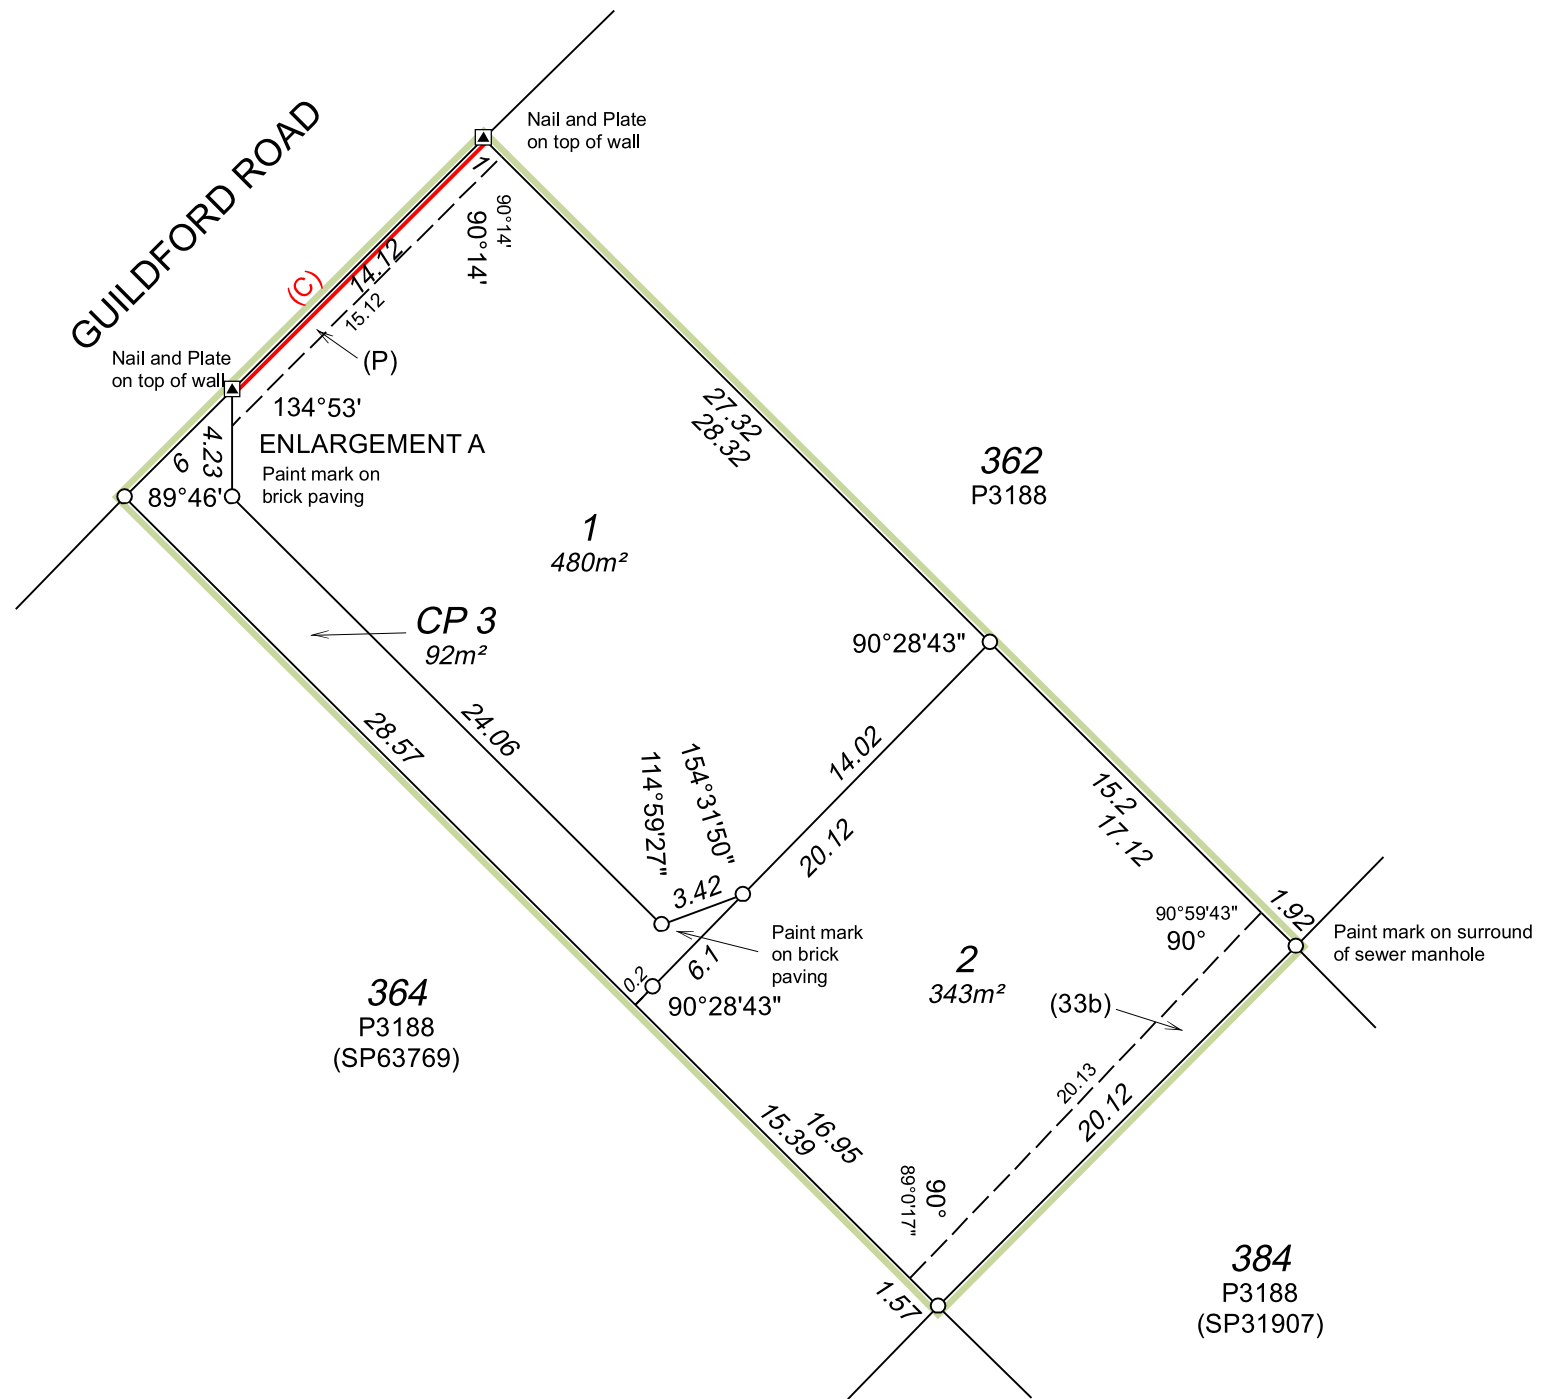 Nail and Plate
on top of wall
GUILDFORD ROAD
1
90°14'
90°14'
14.12
(C)
15.12
(P)
Nail and Plate
on top of wall
134°53'
4.23
ENLARGEMENT A
6
Paint mark on
brick paving
89°46'
27.32
28.32
362
P3188
1
480m²
CP 3
92m²
90°28'43"
28.57
24.06
14.02
154°31'50"
114°59'27"
15.2
17.12
20.12
3.42
1.92
90°59'43"
90°
Paint mark on surround
of sewer manhole
Paint mark
on brick
paving
6.1
0.2
90°28'43"
2
343m²
(33b)
364
P3188
(SP63769)
20.13
20.12
16.95
15.39
90°
89°0'17"
1.57
384
P3188
(SP31907)